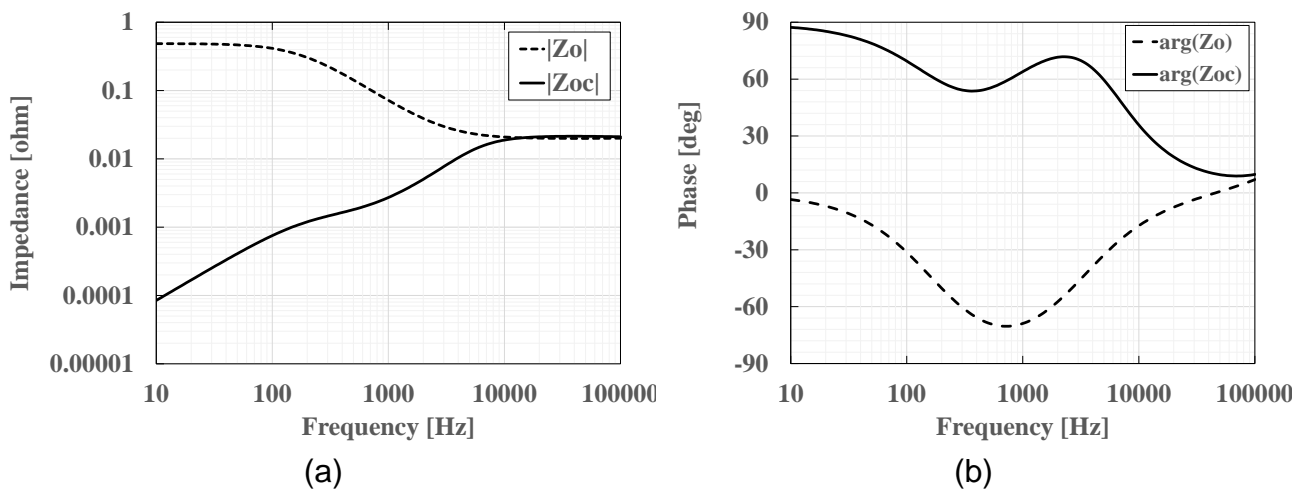 1
0.1
0.01
0.001
0.0001
0.00001
Impedance [ohm]
|Zo|
|Zoc|
10 100 1000 10000 100000
Frequency [Hz]
(a)
90
60
30
0
-30
-60
-90
Phase [deg]
arg(Zo)
arg(Zoc)
10 100 1000 10000 100000
Frequency [Hz]
(b)